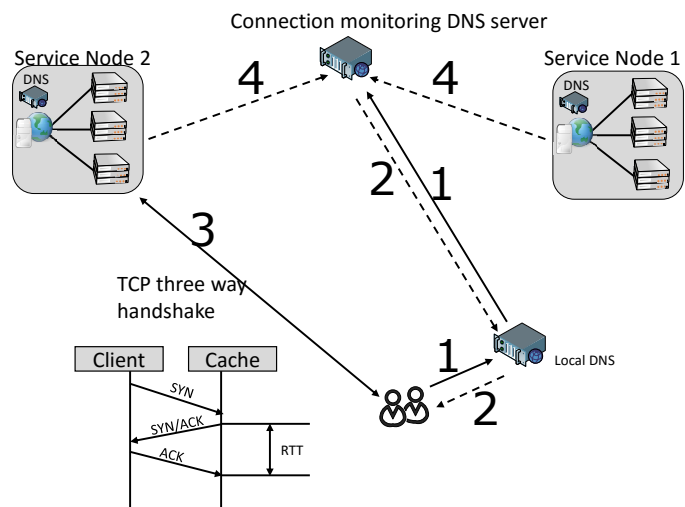 Connection monitoring DNS server
Service Node 2
Service Node 1
DNS
DNS
4
4
2
1
3
TCP three way
handshake
Client
Cache
1
Local DNS
2
SYN
SYN/ACK
RTT
ACK